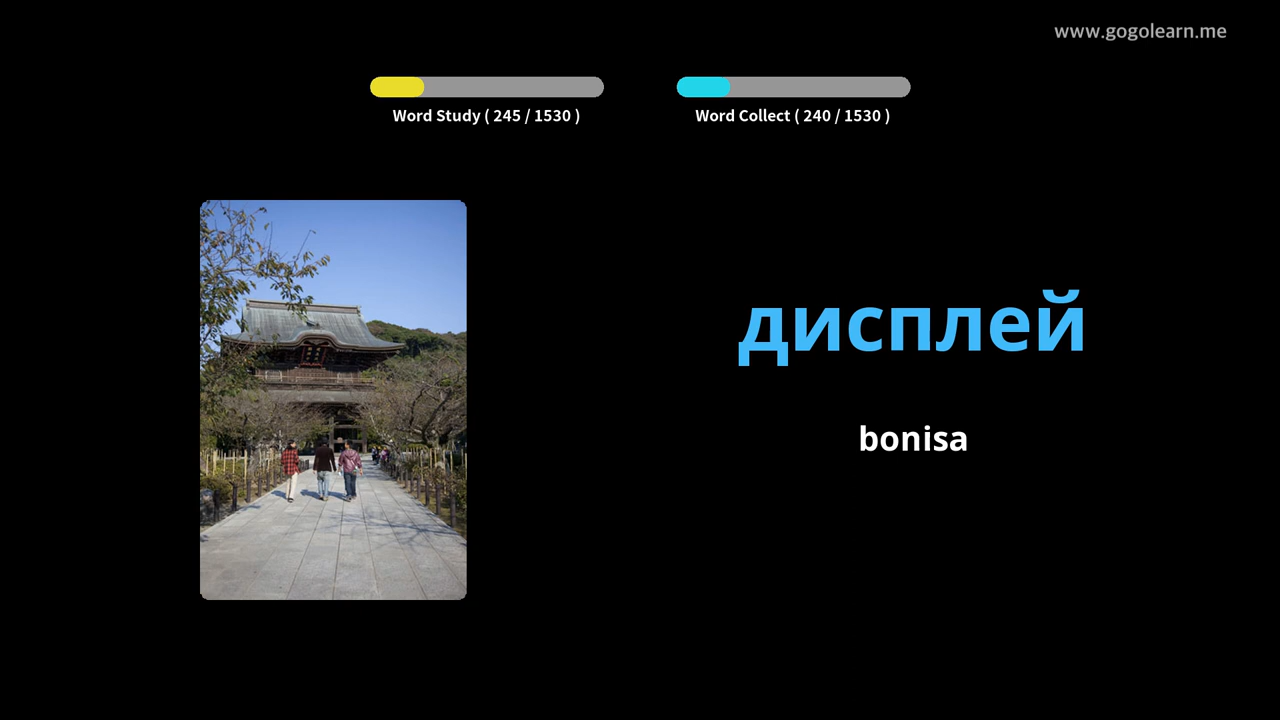 www.gogolearn.me
Word Study ( 245 / 1530 )
Word Collect ( 240 / 1530 )
дисплей
bonisa